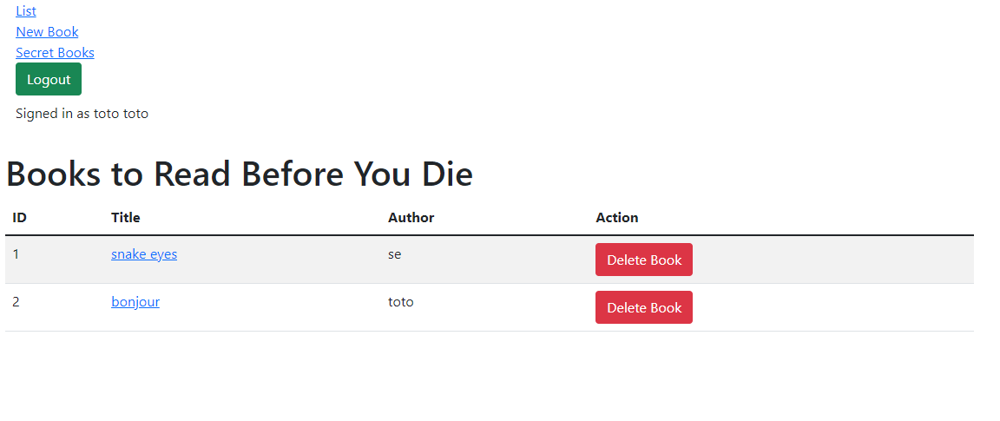 List
New Book
Secret Books
Logout
Signed in as toto toto
Books to Read Before You Die
ID Title Author Action
1 snake eyes se Delete Book
2 bonjour toto Delete Book